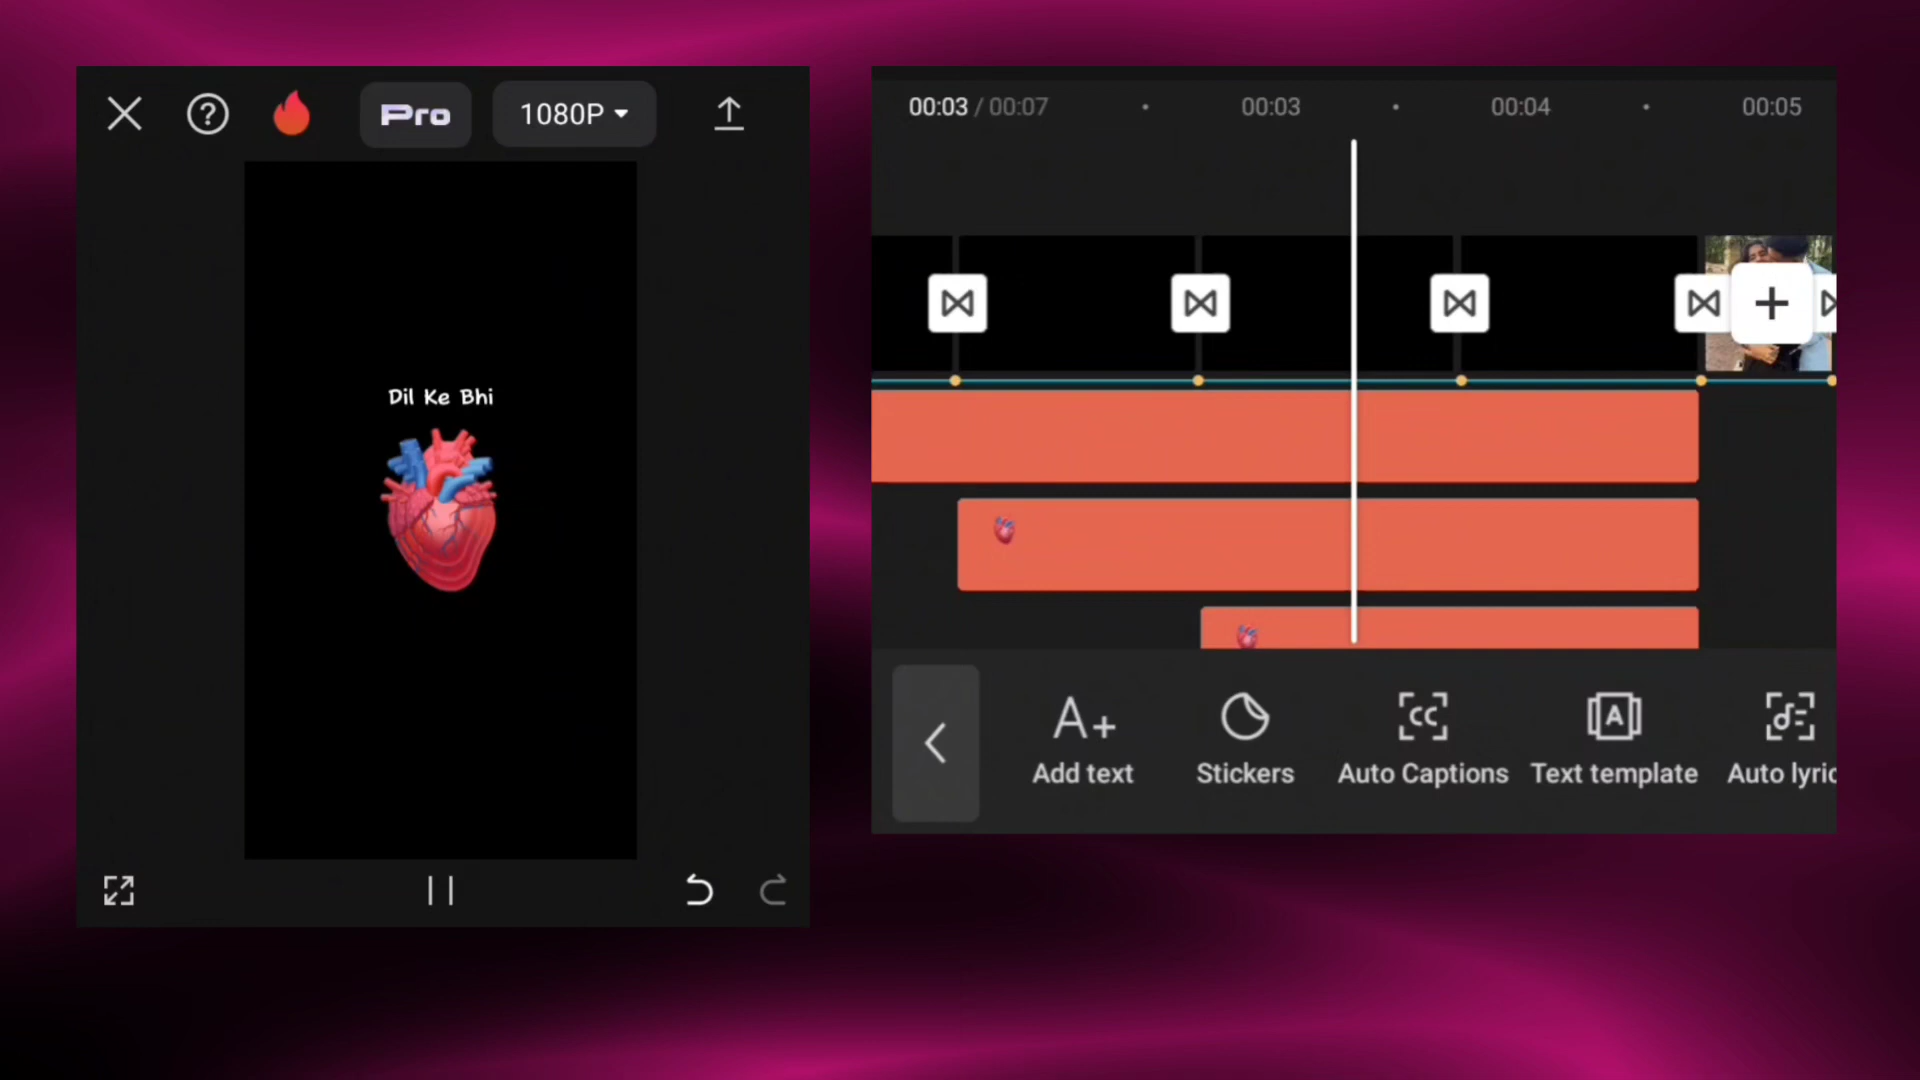 Pro
1080P
Dil Ke Bhi
00:03 / 00:07
00:03
00:04
00:05
A+
Add text
Stickers
CC
Auto Captions
A
Text template
Auto lyric